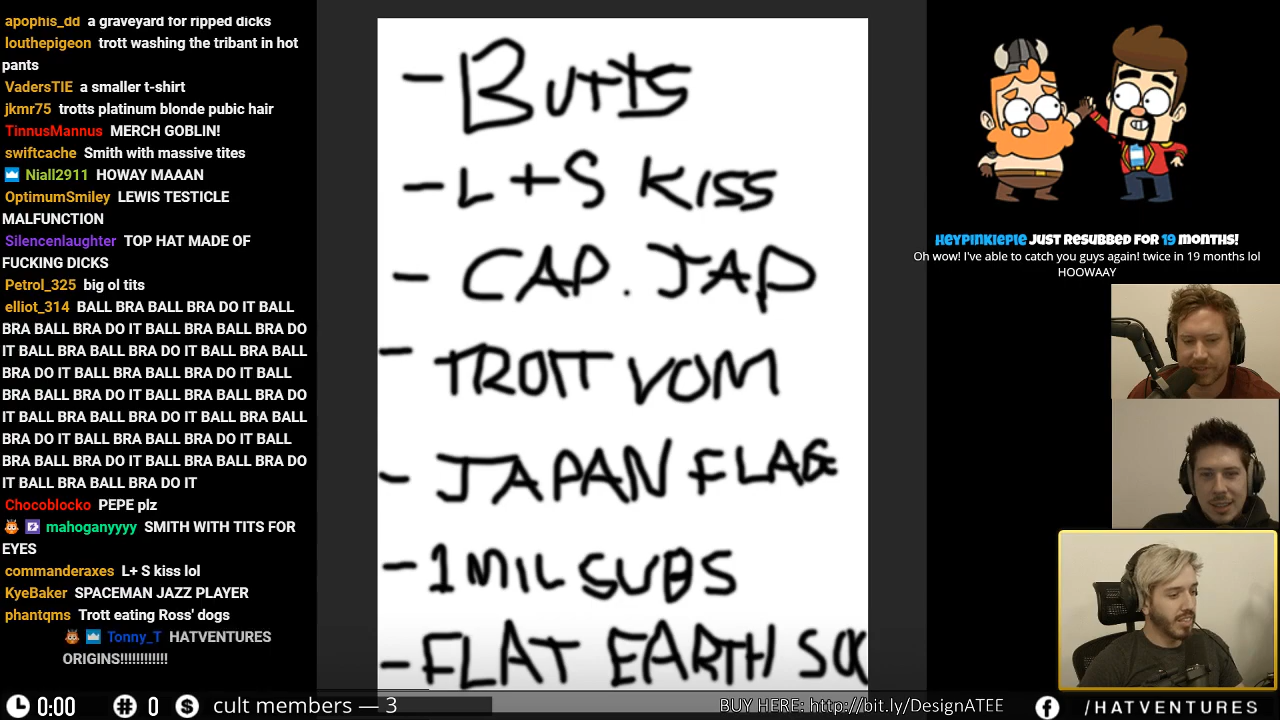 apophis_dd a graveyard for ripped dicks
louthepigeon trott washing the tribant in hot
pants
VadersTIE a smaller t-shirt
jkmr75 trotts platinum blonde pubic hair
TinnusMannus MERCH GOBLIN!
swiftcache Smith with massive tites
Niall2911 HOWAY MAAAN
OptimumSmiley LEWIS TESTICLE
MALFUNCTION
Silencenlaughter TOP HAT MADE OF
FUCKING DICKS
Petrol_325 big ol tits
elliot_314 BALL BRA BALL BRA DO IT BALL
BRA BALL BRA DO IT BALL BRA BALL BRA DO
IT BALL BRA BALL BRA DO IT BALL BRA BALL
BRA DO IT BALL BRA BALL BRA DO IT BALL
BRA BALL BRA DO IT BALL BRA BALL BRA DO
IT BALL BRA BALL BRA DO IT BALL BRA BALL
BRA DO IT BALL BRA BALL BRA DO IT BALL
BRA BALL BRA DO IT BALL BRA BALL BRA DO
IT BALL BRA BALL BRA DO IT
Chocoblocko PEPE plz
mahoganyyyy SMITH WITH TITS FOR
EYES
commanderaxes L+ S kiss lol
KyeBaker SPACEMAN JAZZ PLAYER
phantqms Trott eating Ross' dogs
Tonny_T HATVENTURES
ORIGINS!!!!!!!!!!!!
- BUTTS
- L+S KISS
- CAP. JAP
- TROTT VOM
- JAPAN FLAG
- 1 MIL SUBS
- FLAT EARTH SOC
HEYPINKIEPIE JUST RESUBBED FOR 19 MONTHS!
Oh wow! I've able to catch you guys again! twice in 19 months lol
HOOWAAY
0:00 # 0 $ cult members — 3
BUY HERE: http://bit.ly/DesignATEE
f /HATVENTURES